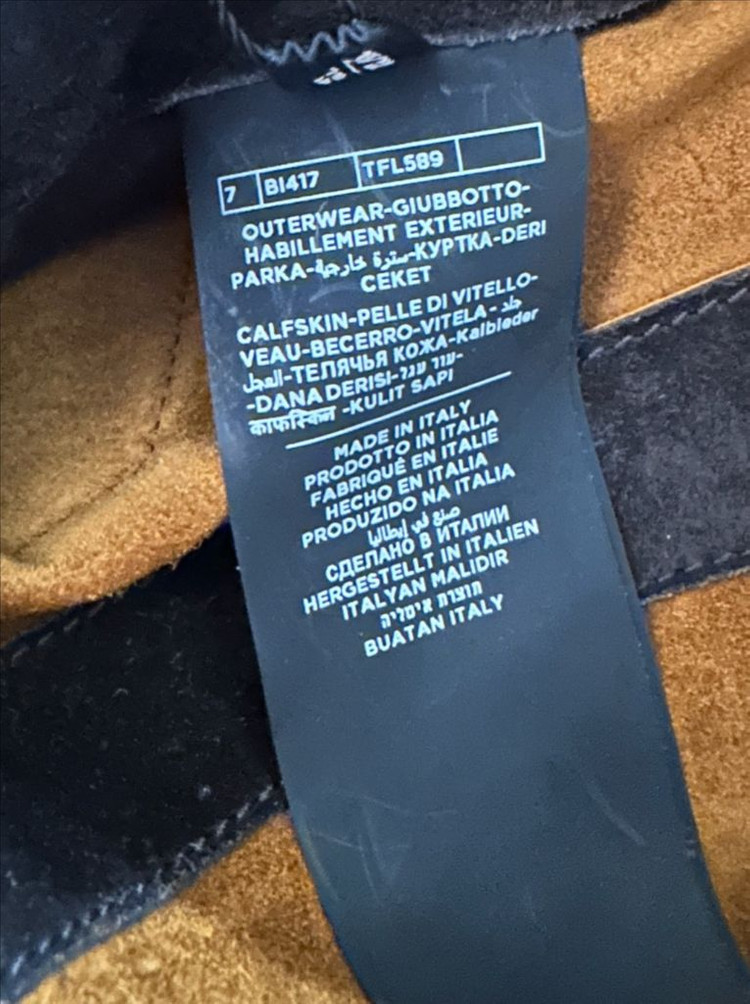 7 BI417 TFL589
OUTERWEAR-GIUBBOTTO-
HABILLEMENT EXTERIEUR-
PARKA-سترة خارجية-КУРТКА-DERI
CEKET
CALFSKIN-PELLE DI VITELLO-
VEAU-BECERRO-VITELA-جلد
العجل-ТЕЛЯЧЬЯ КОЖА-Kalbleder
-DANA DERISI-עור עגל-
काफस्किन -KULIT SAPI
MADE IN ITALY
PRODOTTO IN ITALIA
FABRIQUÉ EN ITALIE
HECHO EN ITALIA
PRODUZIDO NA ITALIA
صنع في إيطاليا
СДЕЛАНО В ИТАЛИИ
HERGESTELLT IN ITALIEN
ITALYAN MALIDIR
תוצרת איטליה
BUATAN ITALY